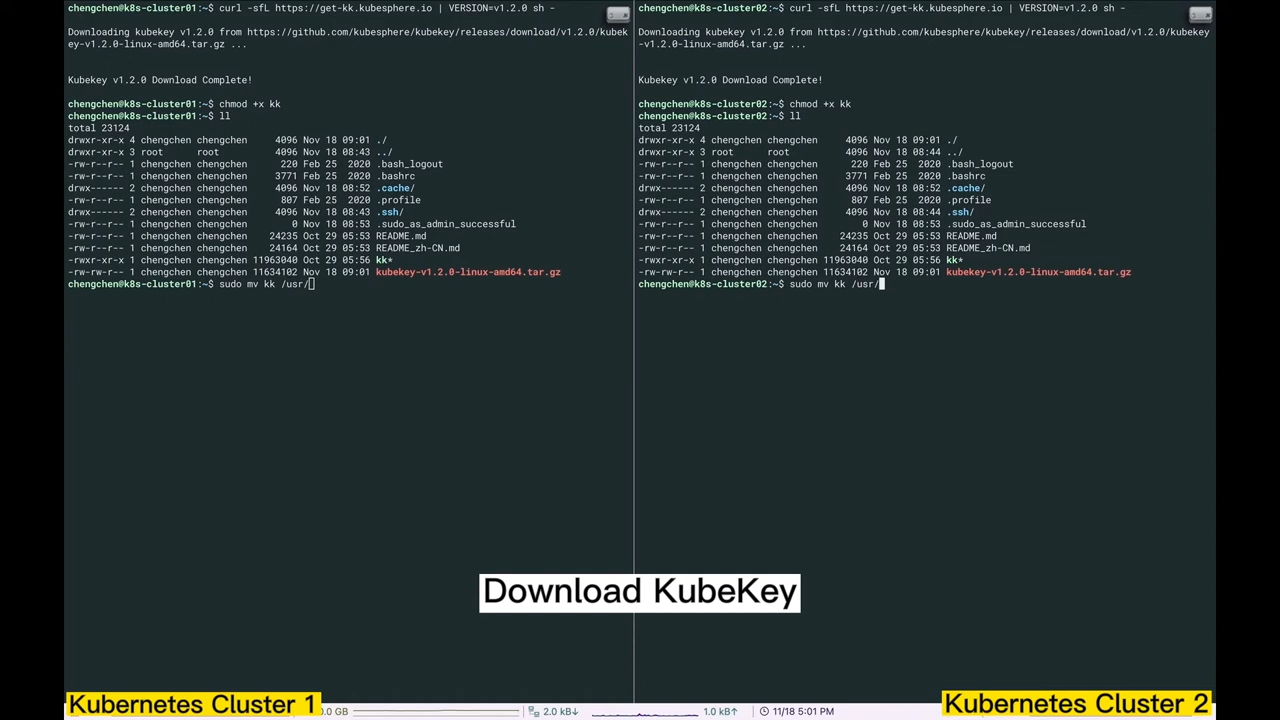 chengchen@k8s-cluster01:~$ curl -sfL https://get-kk.kubesphere.io | VERSION=v1.2.0 sh -
Downloading kubekey v1.2.0 from https://github.com/kubesphere/kubekey/releases/download/v1.2.0/kubek
ey-v1.2.0-linux-amd64.tar.gz ...
Kubekey v1.2.0 Download Complete!
chengchen@k8s-cluster01:~$ chmod +x kk
chengchen@k8s-cluster01:~$ ll
total 23124
drwxr-xr-x 4 chengchen chengchen     4096 Nov 18 09:01 ./
drwxr-xr-x 3 root      root          4096 Nov 18 08:43 ../
-rw-r--r-- 1 chengchen chengchen      220 Feb 25  2020 .bash_logout
-rw-r--r-- 1 chengchen chengchen     3771 Feb 25  2020 .bashrc
drwx------ 2 chengchen chengchen     4096 Nov 18 08:52 .cache/
-rw-r--r-- 1 chengchen chengchen      807 Feb 25  2020 .profile
drwx------ 2 chengchen chengchen     4096 Nov 18 08:43 .ssh/
-rw-r--r-- 1 chengchen chengchen        0 Nov 18 08:53 .sudo_as_admin_successful
-rw-r--r-- 1 chengchen chengchen    24235 Oct 29 05:53 README.md
-rw-r--r-- 1 chengchen chengchen    24164 Oct 29 05:53 README_zh-CN.md
-rwxr-xr-x 1 chengchen chengchen 11963040 Oct 29 05:56 kk*
-rw-rw-r-- 1 chengchen chengchen 11634102 Nov 18 09:01 kubekey-v1.2.0-linux-amd64.tar.gz
chengchen@k8s-cluster01:~$ sudo mv kk /usr/
chengchen@k8s-cluster02:~$ curl -sfL https://get-kk.kubesphere.io | VERSION=v1.2.0 sh -
Downloading kubekey v1.2.0 from https://github.com/kubesphere/kubekey/releases/download/v1.2.0/kubekey
-v1.2.0-linux-amd64.tar.gz ...
Kubekey v1.2.0 Download Complete!
chengchen@k8s-cluster02:~$ chmod +x kk
chengchen@k8s-cluster02:~$ ll
total 23124
drwxr-xr-x 4 chengchen chengchen     4096 Nov 18 09:01 ./
drwxr-xr-x 3 root      root          4096 Nov 18 08:44 ../
-rw-r--r-- 1 chengchen chengchen      220 Feb 25  2020 .bash_logout
-rw-r--r-- 1 chengchen chengchen     3771 Feb 25  2020 .bashrc
drwx------ 2 chengchen chengchen     4096 Nov 18 08:52 .cache/
-rw-r--r-- 1 chengchen chengchen      807 Feb 25  2020 .profile
drwx------ 2 chengchen chengchen     4096 Nov 18 08:44 .ssh/
-rw-r--r-- 1 chengchen chengchen        0 Nov 18 08:53 .sudo_as_admin_successful
-rw-r--r-- 1 chengchen chengchen    24235 Oct 29 05:53 README.md
-rw-r--r-- 1 chengchen chengchen    24164 Oct 29 05:53 README_zh-CN.md
-rwxr-xr-x 1 chengchen chengchen 11963040 Oct 29 05:56 kk*
-rw-rw-r-- 1 chengchen chengchen 11634102 Nov 18 09:01 kubekey-v1.2.0-linux-amd64.tar.gz
chengchen@k8s-cluster02:~$ sudo mv kk /usr/
Download KubeKey
Kubernetes Cluster 1
.0 GB 2.0 kB↓ 1.0 kB↑ 11/18 5:01 PM
Kubernetes Cluster 2